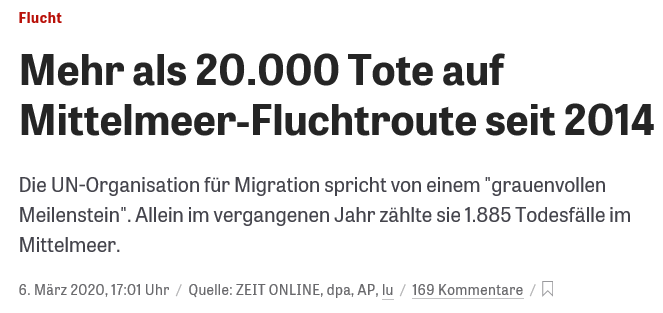 Flucht
Mehr als 20.000 Tote auf
Mittelmeer-Fluchtroute seit 2014
Die UN-Organisation für Migration spricht von einem "grauenvollen
Meilenstein". Allein im vergangenen Jahr zählte sie 1.885 Todesfälle im
Mittelmeer.
6. März 2020, 17:01 Uhr / Quelle: ZEIT ONLINE, dpa, AP, lu / 169 Kommentare /